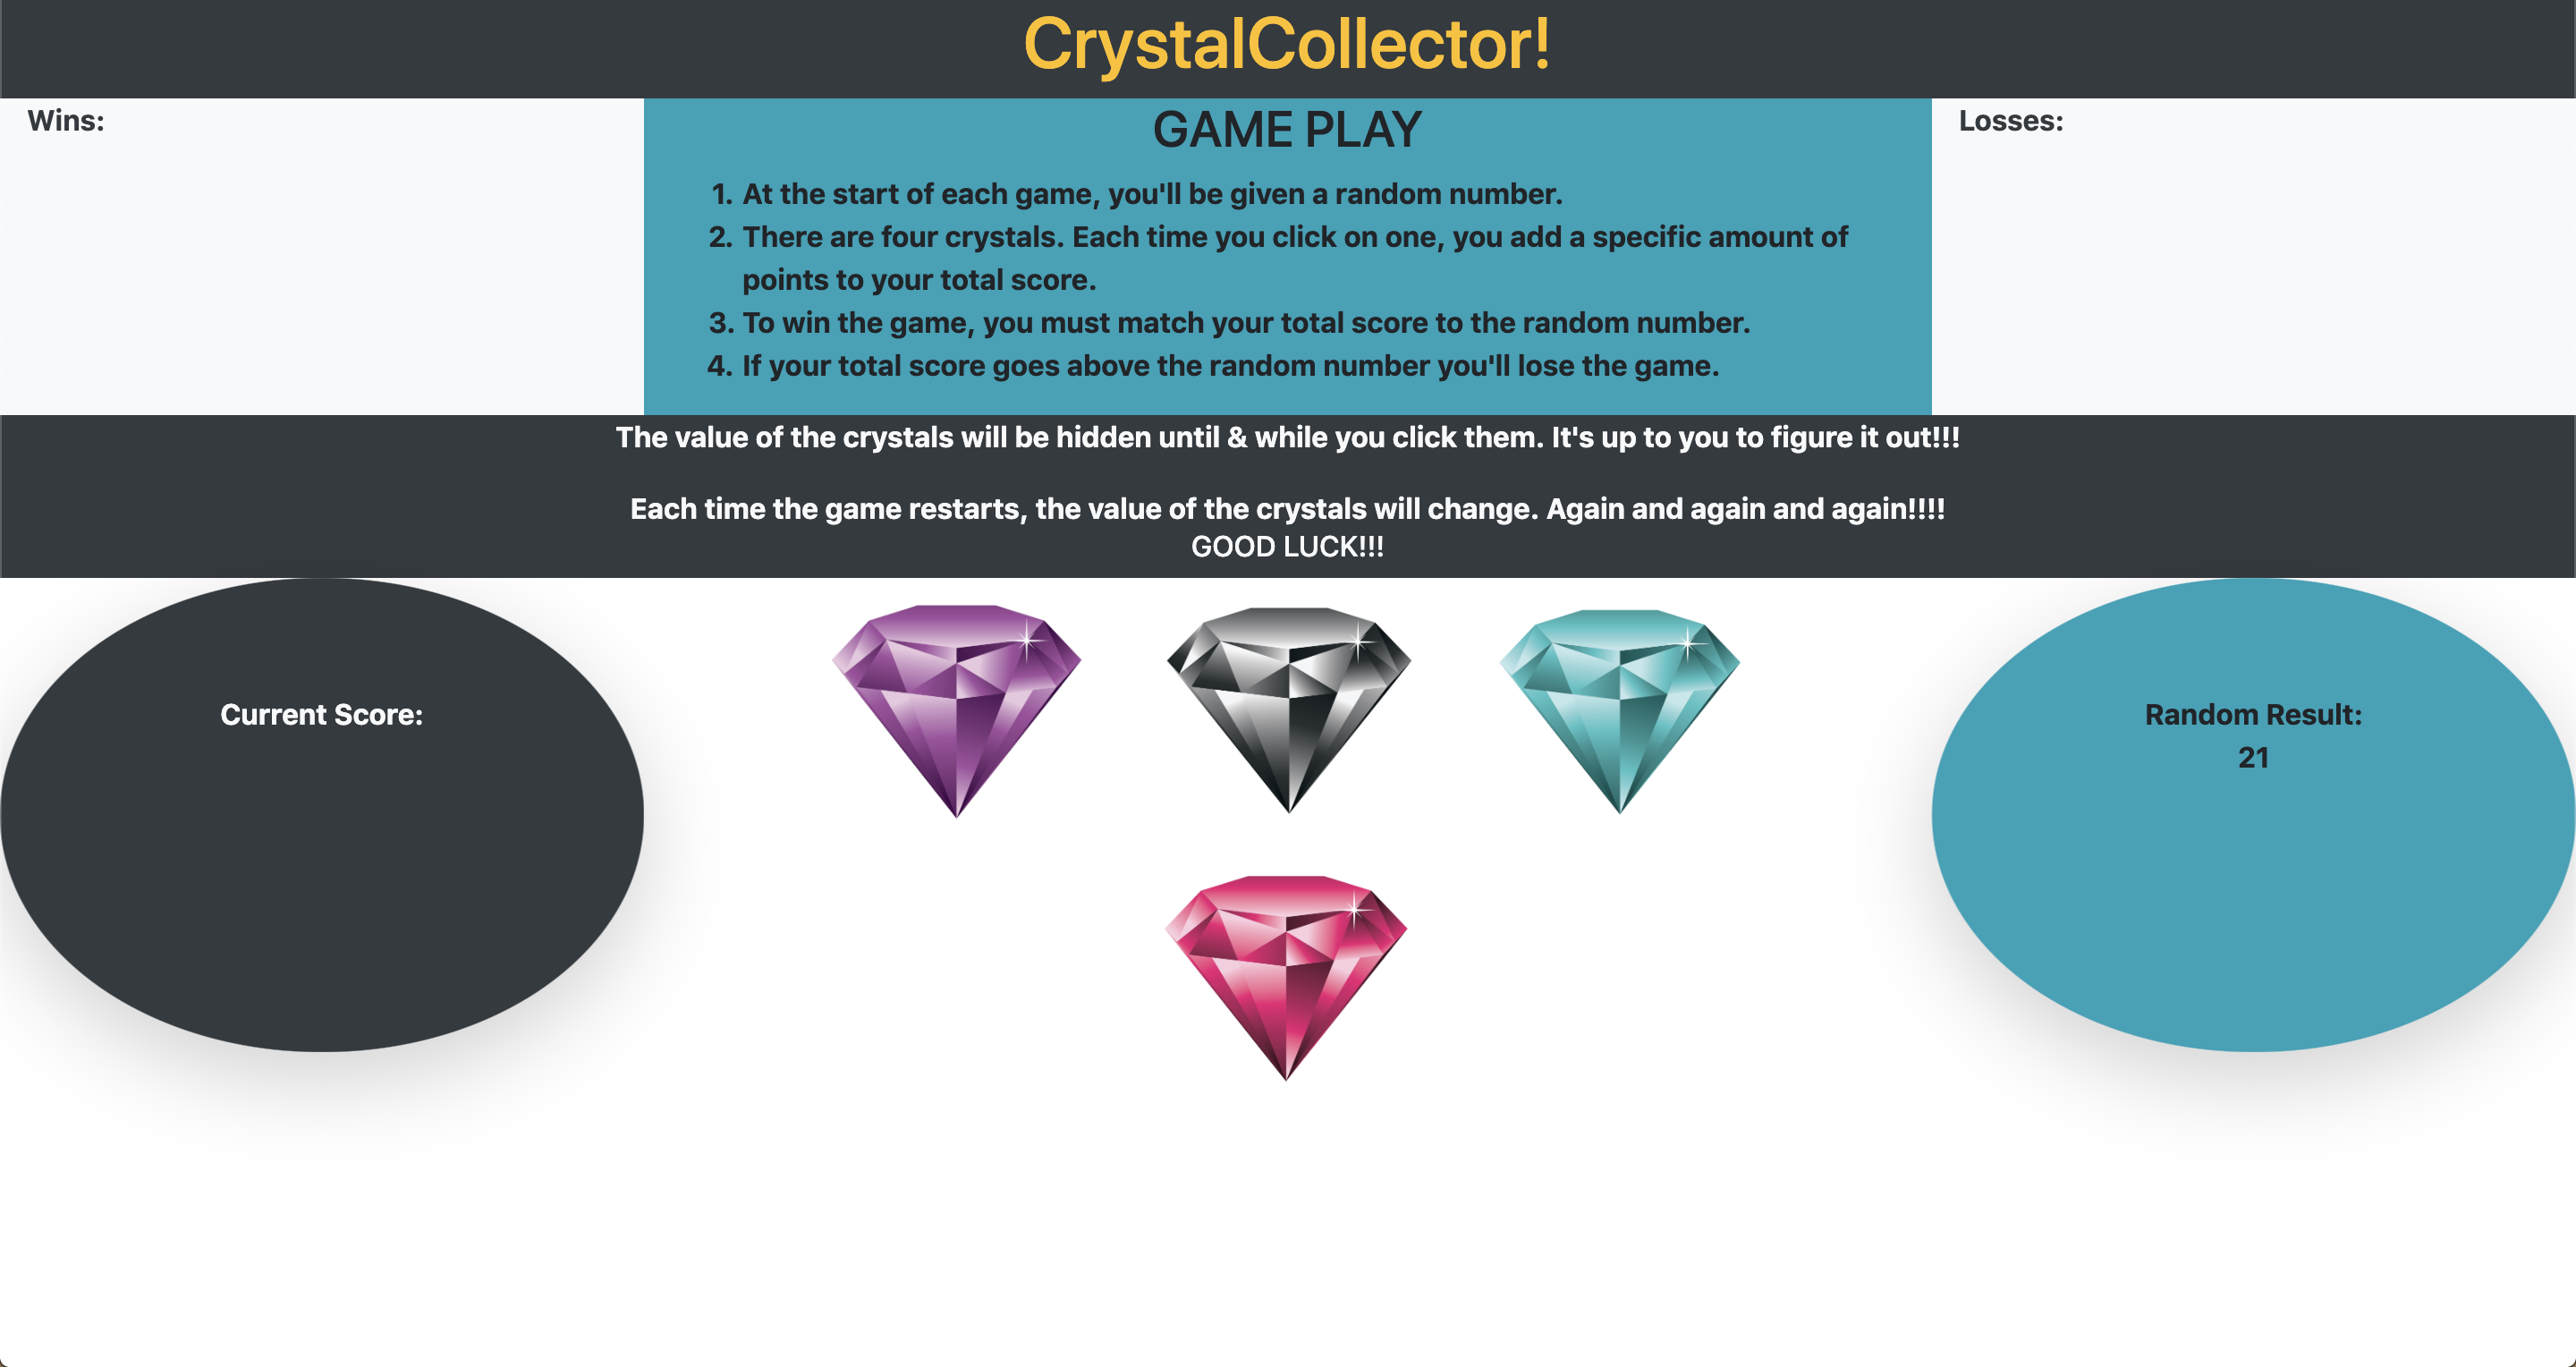 CrystalCollector!
Wins:
GAME PLAY
1. At the start of each game, you'll be given a random number.
2. There are four crystals. Each time you click on one, you add a specific amount of
points to your total score.
3. To win the game, you must match your total score to the random number.
4. If your total score goes above the random number you'll lose the game.
Losses:
The value of the crystals will be hidden until & while you click them. It's up to you to figure it out!!!
Each time the game restarts, the value of the crystals will change. Again and again and again!!!!
GOOD LUCK!!!
Current Score:
Random Result:
21